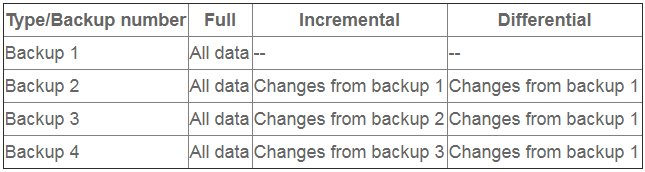 Type/Backup number Full Incremental Differential
Backup 1 All data -- --
Backup 2 All data Changes from backup 1 Changes from backup 1
Backup 3 All data Changes from backup 2 Changes from backup 1
Backup 4 All data Changes from backup 3 Changes from backup 1